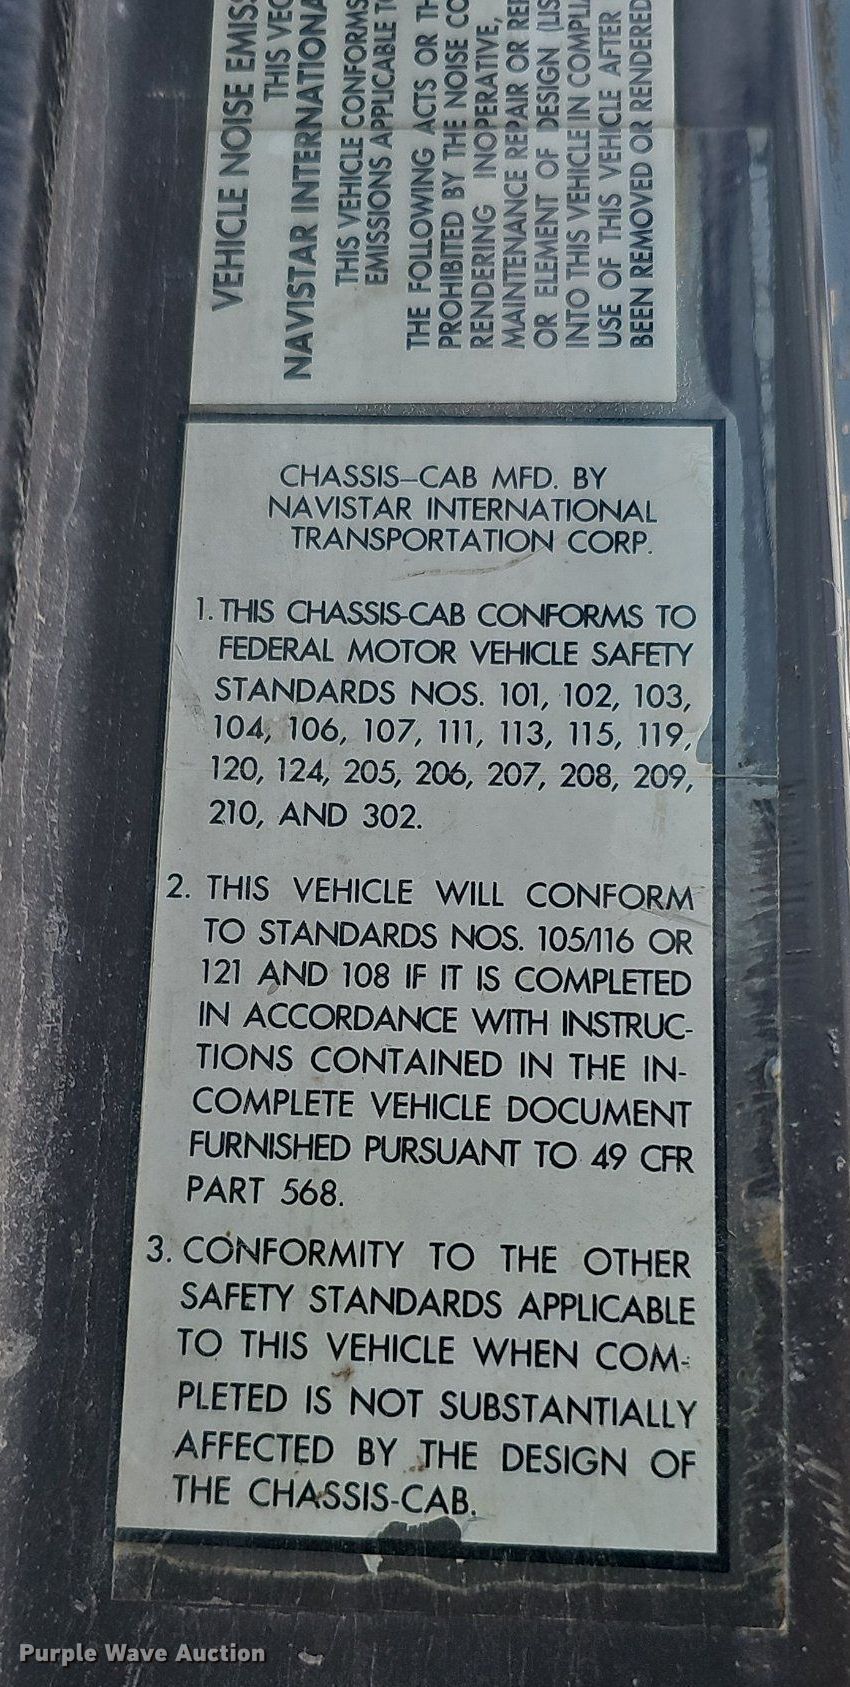 VEHICLE NOISE EMISS
THIS VEC
NAVISTAR INTERNATIONA
THIS VEHICLE CONFORMS
EMISSIONS APPLICABLE TO
THE FOLLOWING ACTS OR TH
PROHIBITED BY THE NOISE CO
RENDERING INOPERATIVE,
MAINTENANCE REPAIR OR REP
OR ELEMENT OF DESIGN (LIS
INTO THIS VEHICLE IN COMPLIA
USE OF THIS VEHICLE AFTER
BEEN REMOVED OR RENDERED
CHASSIS-CAB MFD. BY
NAVISTAR INTERNATIONAL
TRANSPORTATION CORP.
1. THIS CHASSIS-CAB CONFORMS TO
FEDERAL MOTOR VEHICLE SAFETY
STANDARDS NOS. 101, 102, 103,
104, 106, 107, 111, 113, 115, 119,
120, 124, 205, 206, 207, 208, 209,
210, AND 302.
2. THIS VEHICLE WILL CONFORM
TO STANDARDS NOS. 105/116 OR
121 AND 108 IF IT IS COMPLETED
IN ACCORDANCE WITH INSTRUC-
TIONS CONTAINED IN THE IN-
COMPLETE VEHICLE DOCUMENT
FURNISHED PURSUANT TO 49 CFR
PART 568.
3. CONFORMITY TO THE OTHER
SAFETY STANDARDS APPLICABLE
TO THIS VEHICLE WHEN COM-
PLETED IS NOT SUBSTANTIALLY
AFFECTED BY THE DESIGN OF
THE CHASSIS-CAB.
Purple Wave Auction